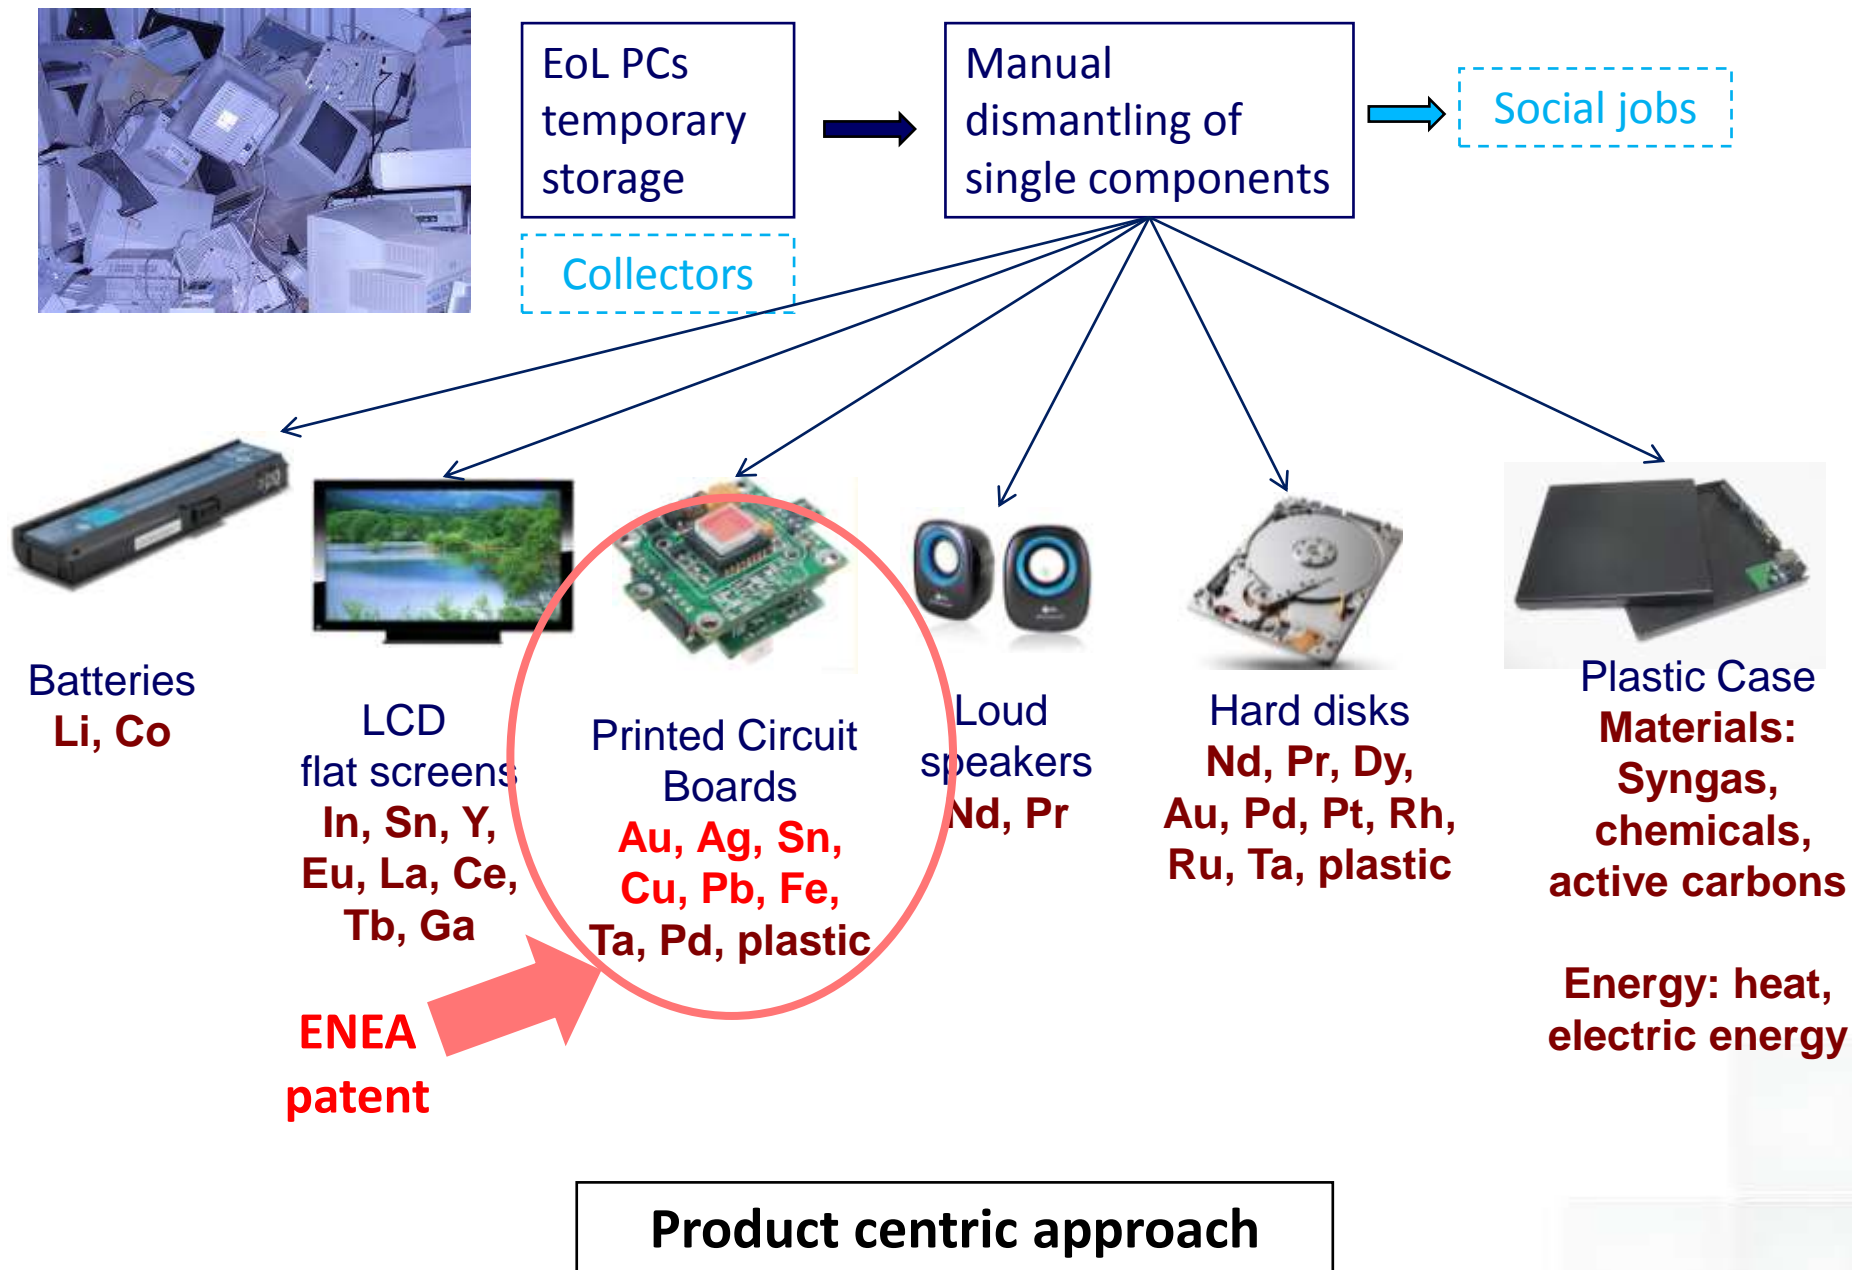 EoL PCs
temporary
storage
Manual
dismantling of
single components
Social jobs
Collectors
Batteries
Li, Co
LCD
flat screens
In, Sn, Y,
Eu, La, Ce,
Tb, Ga
Printed Circuit
Boards
Au, Ag, Sn,
Cu, Pb, Fe,
Ta, Pd, plastic
Loud
speakers
Nd, Pr
Hard disks
Nd, Pr, Dy,
Au, Pd, Pt, Rh,
Ru, Ta, plastic
Plastic Case
Materials:
Syngas,
chemicals,
active carbons
Energy: heat,
electric energy
ENEA
patent
Product centric approach